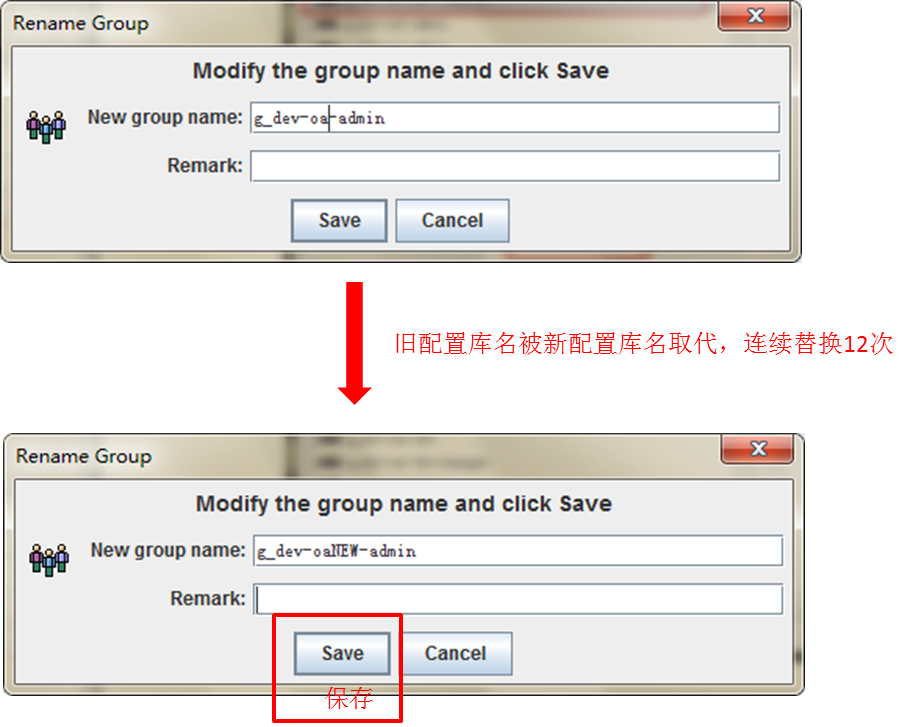 Rename Group
Modify the group name and click Save
New group name: g_dev-oa-admin
Remark:
Save Cancel
旧配置库名被新配置库名取代，连续替换12次
Rename Group
Modify the group name and click Save
New group name: g_dev-oaNEW-admin
Remark:
Save Cancel
保存